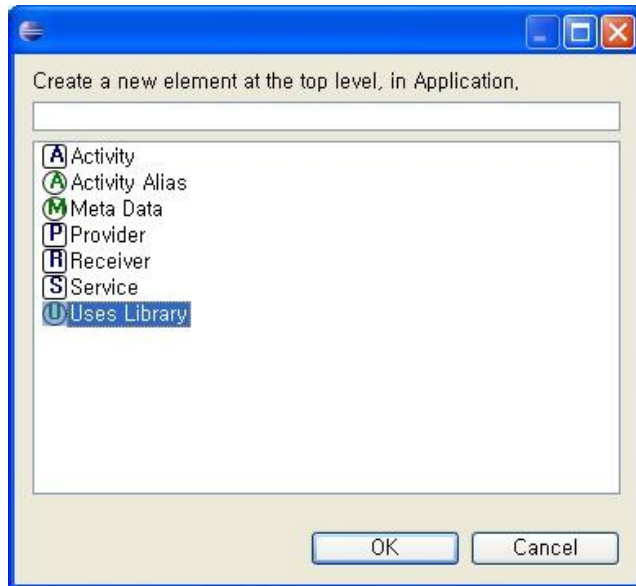 Create a new element at the top level, in Application,
A Activity
A Activity Alias
M Meta Data
P Provider
R Receiver
S Service
U Uses Library
OK
Cancel